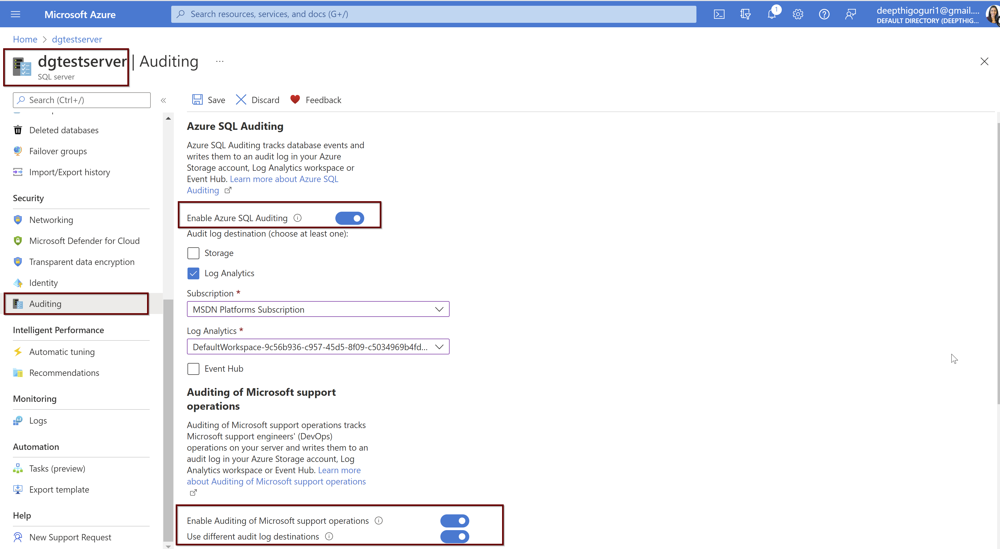 Microsoft Azure
Search resources, services, and docs (G+/)
1
deepthigoguri1@gmail....
DEFAULT DIRECTORY (DEEPTHIG...
Home > dgtestserver
dgtestserver | Auditing ...
SQL server
Search (Ctrl+/)
«
Save
Discard
Feedback
Deleted databases
Failover groups
Import/Export history
Security
Networking
Microsoft Defender for Cloud
Transparent data encryption
Identity
Auditing
Intelligent Performance
Automatic tuning
Recommendations
Monitoring
Logs
Automation
Tasks (preview)
Export template
Help
New Support Request
Azure SQL Auditing
Azure SQL Auditing tracks database events and
writes them to an audit log in your Azure
Storage account, Log Analytics workspace or
Event Hub. Learn more about Azure SQL
Auditing
Enable Azure SQL Auditing
Audit log destination (choose at least one):
Storage
Log Analytics
Subscription *
MSDN Platforms Subscription
Log Analytics *
DefaultWorkspace-9c56b936-c957-45d5-8f09-c5034969b4fd...
Event Hub
Auditing of Microsoft support
operations
Auditing of Microsoft support operations tracks
Microsoft support engineers' (DevOps)
operations on your server and writes them to an
audit log in your Azure Storage account, Log
Analytics workspace or Event Hub. Learn more
about Auditing of Microsoft support operations
Enable Auditing of Microsoft support operations
Use different audit log destinations